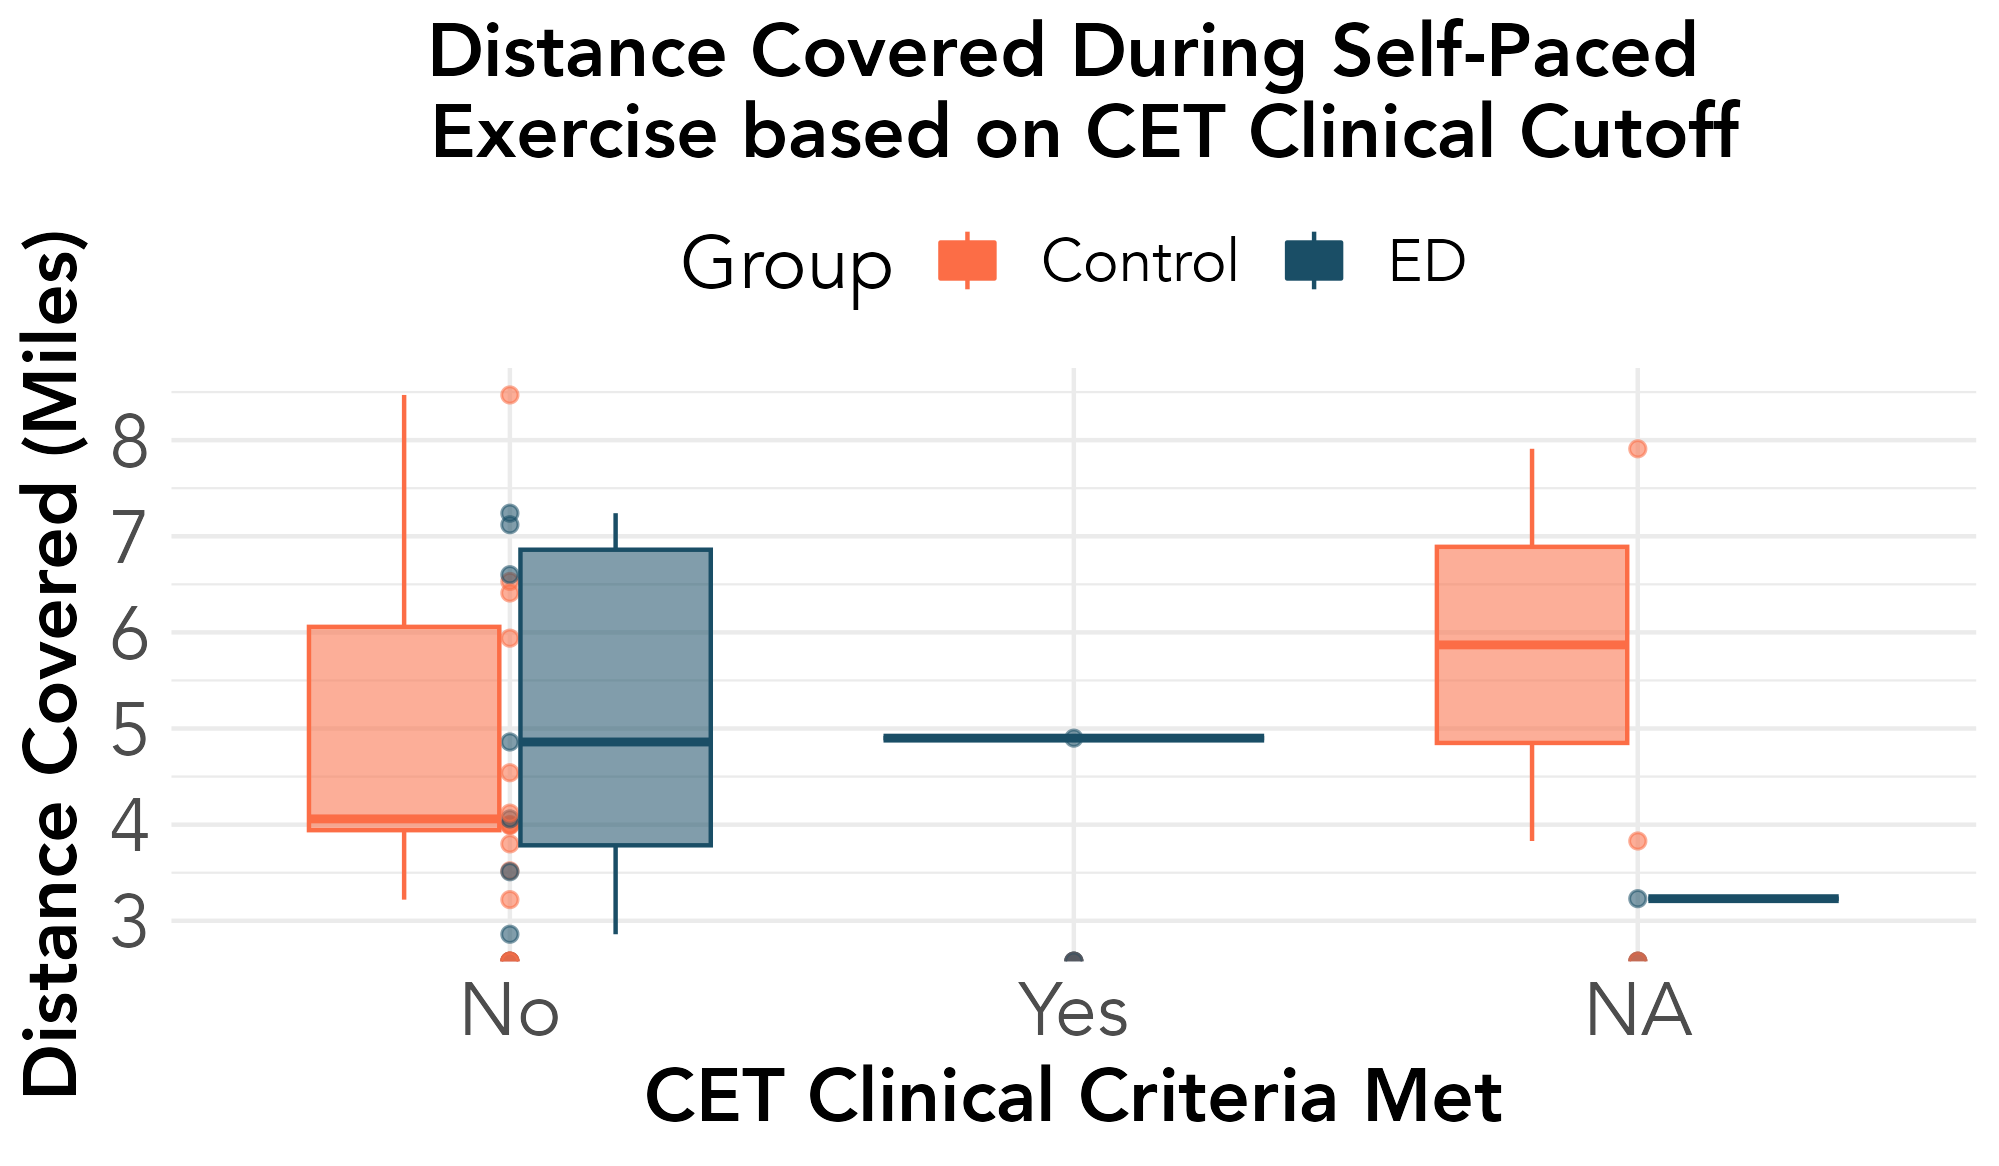 Distance Covered During Self-Paced
Exercise based on CET Clinical Cutoff
Group Control ED
Distance Covered (Miles)
8
7
6
5
4
3
No Yes NA
CET Clinical Criteria Met